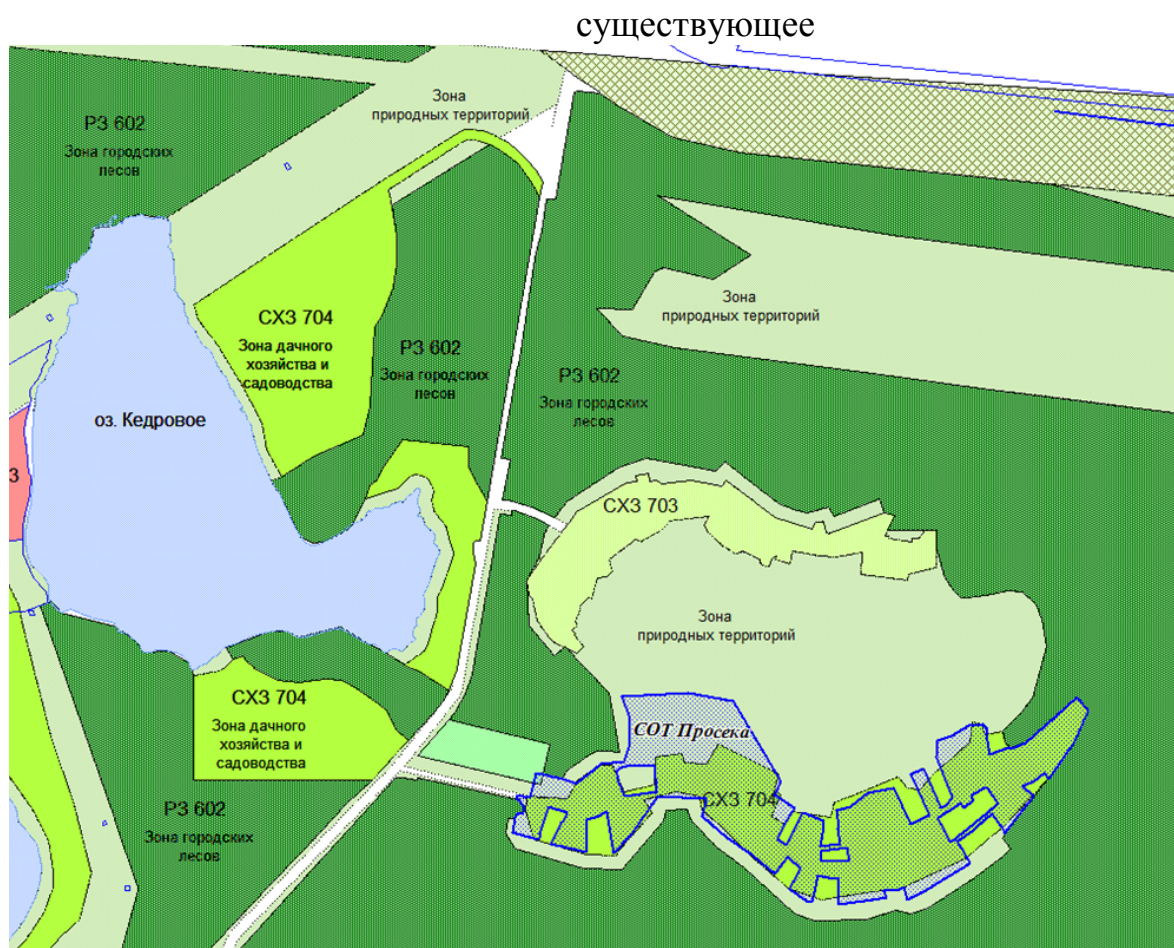 существующее
Зона
природных территорий
РЗ 602
Зона городских
лесов
СХЗ 704
Зона дачного
хозяйства и
садоводства
РЗ 602
Зона городских
лесов
Зона
природных территорий
РЗ 602
Зона городских
лесов
оз. Кедровое
З
СХЗ 703
Зона
природных территорий
СХЗ 704
Зона дачного
хозяйства и
садоводства
СОТ Просека
СХЗ 704
РЗ 602
Зона городских
лесов